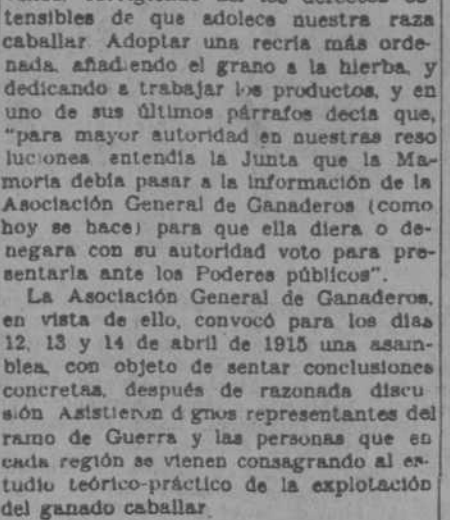 tensibles de que adolece nuestra raza
caballar. Adoptar una recría más orde-
nada, añadiendo el grano a la hierba, y
dedicando a trabajar los productos, y en
uno de sus últimos párrafos decía que,
"para mayor autoridad en nuestras reso
luciones entendía la Junta que la Me-
moria debía pasar a la información de la
Asociación General de Ganaderos (como
hoy se hace) para que ella diera o de-
negara con su autoridad voto para pre-
sentarla ante los Poderes públicos".
La Asociación General de Ganaderos,
en vista de ello, convocó para los días
12, 13 y 14 de abril de 1915 una asam-
blea, con objeto de sentar conclusiones
concretas, después de razonada discu
sión Asistieron dignos representantes del
ramo de Guerra y las personas que en
cada región se vienen consagrando al es-
tudio teórico-práctico de la explotación
del ganado caballar.